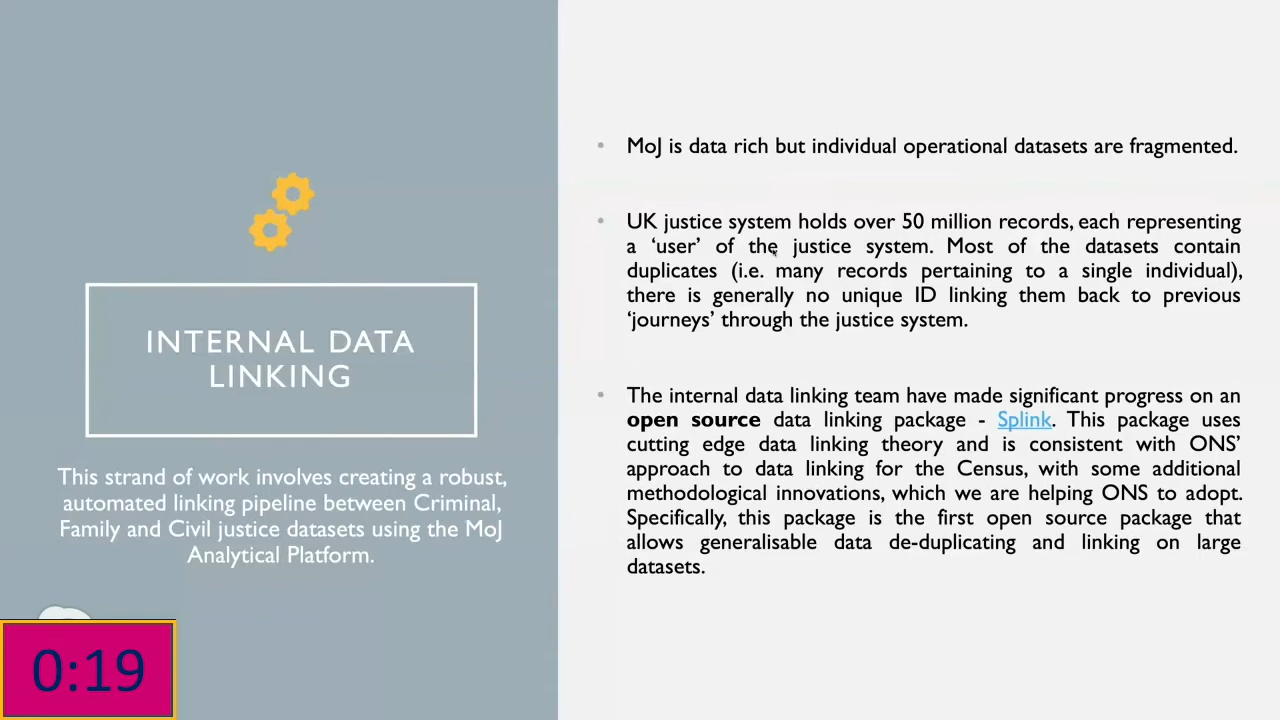 INTERNAL DATA
LINKING
This strand of work involves creating a robust,
automated linking pipeline between Criminal,
Family and Civil justice datasets using the MoJ
Analytical Platform.
0:19
• MoJ is data rich but individual operational datasets are fragmented.
• UK justice system holds over 50 million records, each representing
a ‘user’ of the justice system. Most of the datasets contain
duplicates (i.e. many records pertaining to a single individual),
there is generally no unique ID linking them back to previous
‘journeys’ through the justice system.
• The internal data linking team have made significant progress on an
open source data linking package - Splink. This package uses
cutting edge data linking theory and is consistent with ONS’
approach to data linking for the Census, with some additional
methodological innovations, which we are helping ONS to adopt.
Specifically, this package is the first open source package that
allows generalisable data de-duplicating and linking on large
datasets.